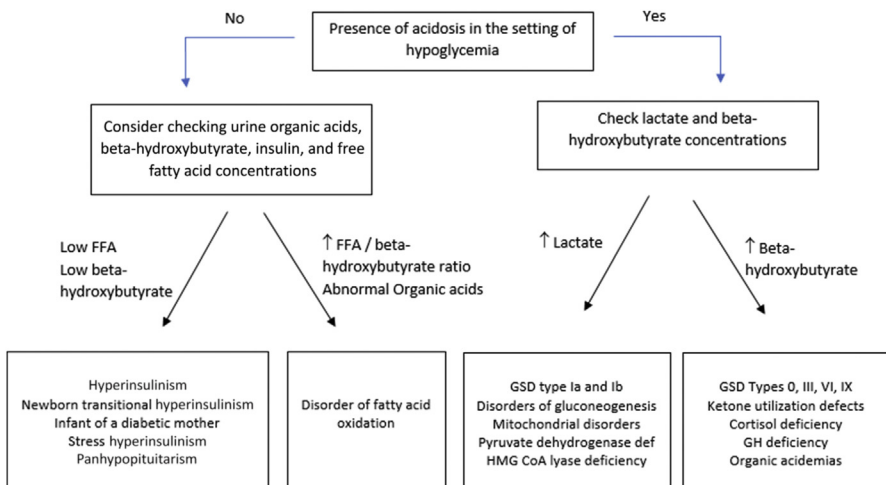 No
Presence of acidosis in the setting of
hypoglycemia
Yes
Consider checking urine organic acids,
beta-hydroxybutyrate, insulin, and free
fatty acid concentrations
Check lactate and beta-
hydroxybutyrate concentrations
Low FFA
Low beta-
hydroxybutyrate
↑ FFA / beta-
hydroxybutyrate ratio
Abnormal Organic acids
↑ Lactate
↑ Beta-
hydroxybutyrate
Hyperinsulinism
Newborn transitional hyperinsulinism
Infant of a diabetic mother
Stress hyperinsulinism
Panhypopituitarism
Disorder of fatty acid
oxidation
GSD type Ia and Ib
Disorders of gluconeogenesis
Mitochondrial disorders
Pyruvate dehydrogenase def
HMG CoA lyase deficiency
GSD Types 0, III, VI, IX
Ketone utilization defects
Cortisol deficiency
GH deficiency
Organic acidemias